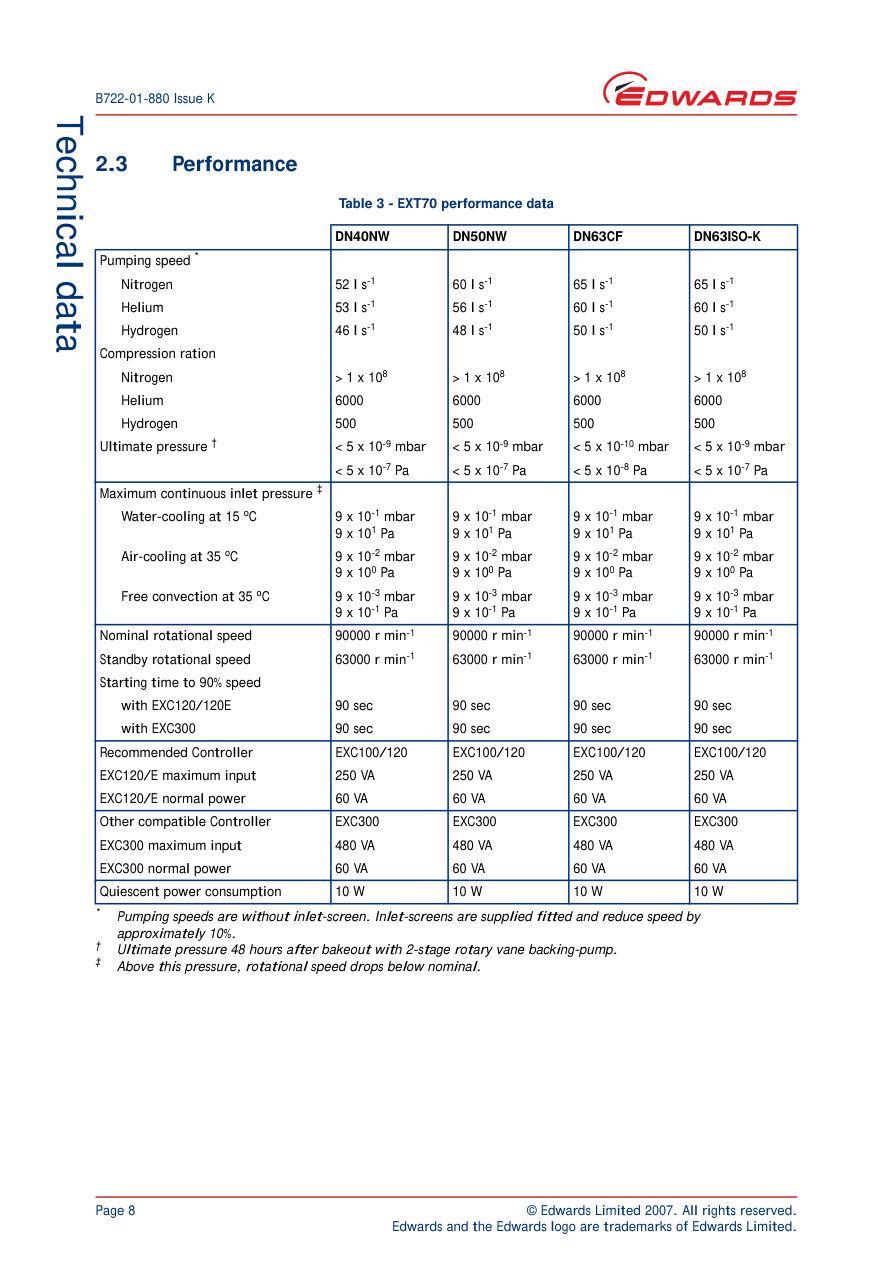 B722-01-880 Issue K
EDWARDS
Technical data
2.3 Performance
Table 3 - EXT70 performance data
DN40NW DN50NW DN63CF DN63ISO-K
Pumping speed *
Nitrogen 52 l s-1 60 l s-1 65 l s-1 65 l s-1
Helium 53 l s-1 56 l s-1 60 l s-1 60 l s-1
Hydrogen 46 l s-1 48 l s-1 50 l s-1 50 l s-1
Compression ration
Nitrogen > 1 x 10⁸ > 1 x 10⁸ > 1 x 10⁸ > 1 x 10⁸
Helium 6000 6000 6000 6000
Hydrogen 500 500 500 500
Ultimate pressure † < 5 x 10-9 mbar < 5 x 10-9 mbar < 5 x 10-10 mbar < 5 x 10-9 mbar
< 5 x 10-7 Pa < 5 x 10-7 Pa < 5 x 10-8 Pa < 5 x 10-7 Pa
Maximum continuous inlet pressure ‡
Water-cooling at 15 ºC 9 x 10-1 mbar 9 x 10-1 mbar 9 x 10-1 mbar 9 x 10-1 mbar
9 x 10¹ Pa 9 x 10¹ Pa 9 x 10¹ Pa 9 x 10¹ Pa
Air-cooling at 35 ºC 9 x 10-2 mbar 9 x 10-2 mbar 9 x 10-2 mbar 9 x 10-2 mbar
9 x 10⁰ Pa 9 x 10⁰ Pa 9 x 10⁰ Pa 9 x 10⁰ Pa
Free convection at 35 ºC 9 x 10-3 mbar 9 x 10-3 mbar 9 x 10-3 mbar 9 x 10-3 mbar
9 x 10-1 Pa 9 x 10-1 Pa 9 x 10-1 Pa 9 x 10-1 Pa
Nominal rotational speed 90000 r min-1 90000 r min-1 90000 r min-1 90000 r min-1
Standby rotational speed 63000 r min-1 63000 r min-1 63000 r min-1 63000 r min-1
Starting time to 90% speed
with EXC120/120E 90 sec 90 sec 90 sec 90 sec
with EXC300 90 sec 90 sec 90 sec 90 sec
Recommended Controller EXC100/120 EXC100/120 EXC100/120 EXC100/120
EXC120/E maximum input 250 VA 250 VA 250 VA 250 VA
EXC120/E normal power 60 VA 60 VA 60 VA 60 VA
Other compatible Controller EXC300 EXC300 EXC300 EXC300
EXC300 maximum input 480 VA 480 VA 480 VA 480 VA
EXC300 normal power 60 VA 60 VA 60 VA 60 VA
Quiescent power consumption 10 W 10 W 10 W 10 W
* Pumping speeds are without inlet-screen. Inlet-screens are supplied fitted and reduce speed by
approximately 10%.
† Ultimate pressure 48 hours after bakeout with 2-stage rotary vane backing-pump.
‡ Above this pressure, rotational speed drops below nominal.
Page 8 © Edwards Limited 2007. All rights reserved.
Edwards and the Edwards logo are trademarks of Edwards Limited.